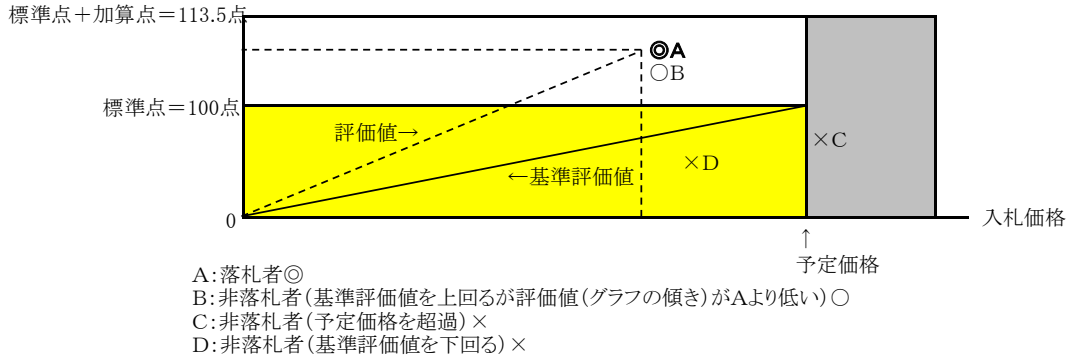 標準点＋加算点＝113.5点
◎A
○B
標準点＝100点
評価値→
×C
×D
←基準評価値
0
入札価格
↑
予定価格
A：落札者◎
B：非落札者（基準評価値を上回るが評価値（グラフの傾き）がAより低い）○
C：非落札者（予定価格を超過）×
D：非落札者（基準評価値を下回る）×